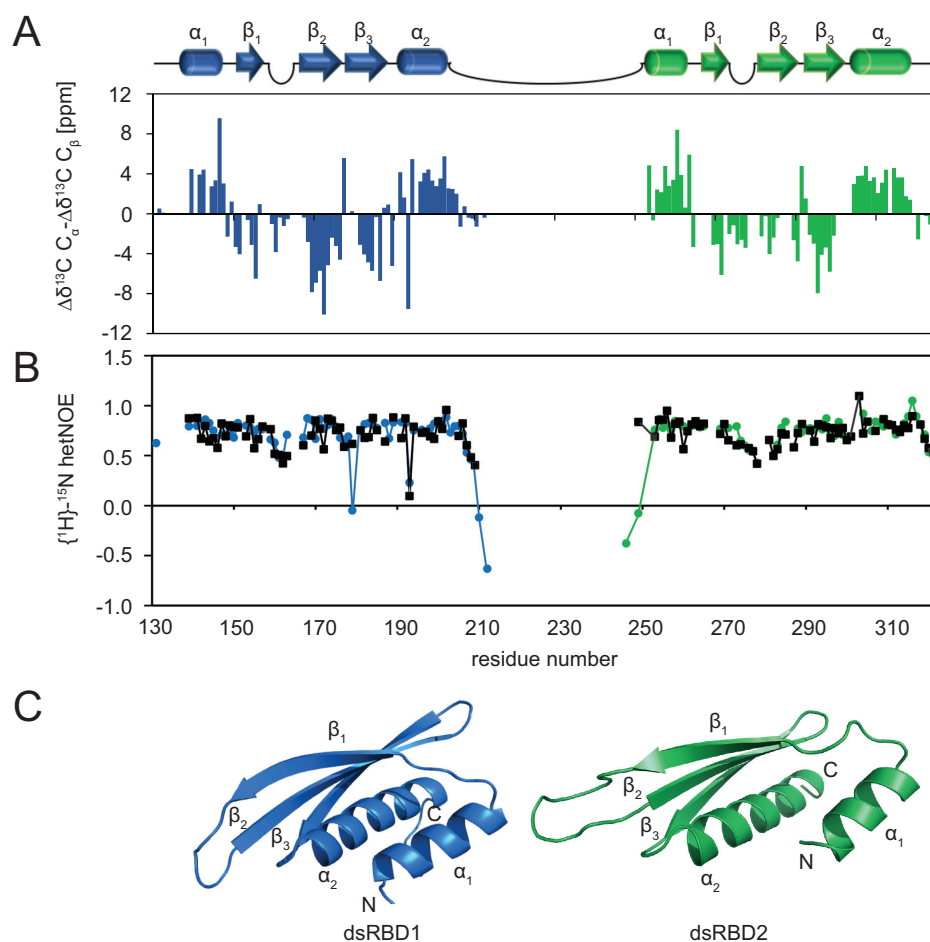 A
α1 β1 β2 β3 α2 α1 β1 β2 β3 α2
Δδ¹³C Cα-Δδ¹³C Cβ [ppm]
12
8
4
0
-4
-8
-12
B
{¹H}-¹⁵N hetNOE
1.5
1.0
0.5
0.0
-0.5
-1.0
130 150 170 190 210 230 250 270 290 310
residue number
C
β1 β1
β2 C β2 C
β3 α2 α1 β3 α2 α1
N N
dsRBD1 dsRBD2